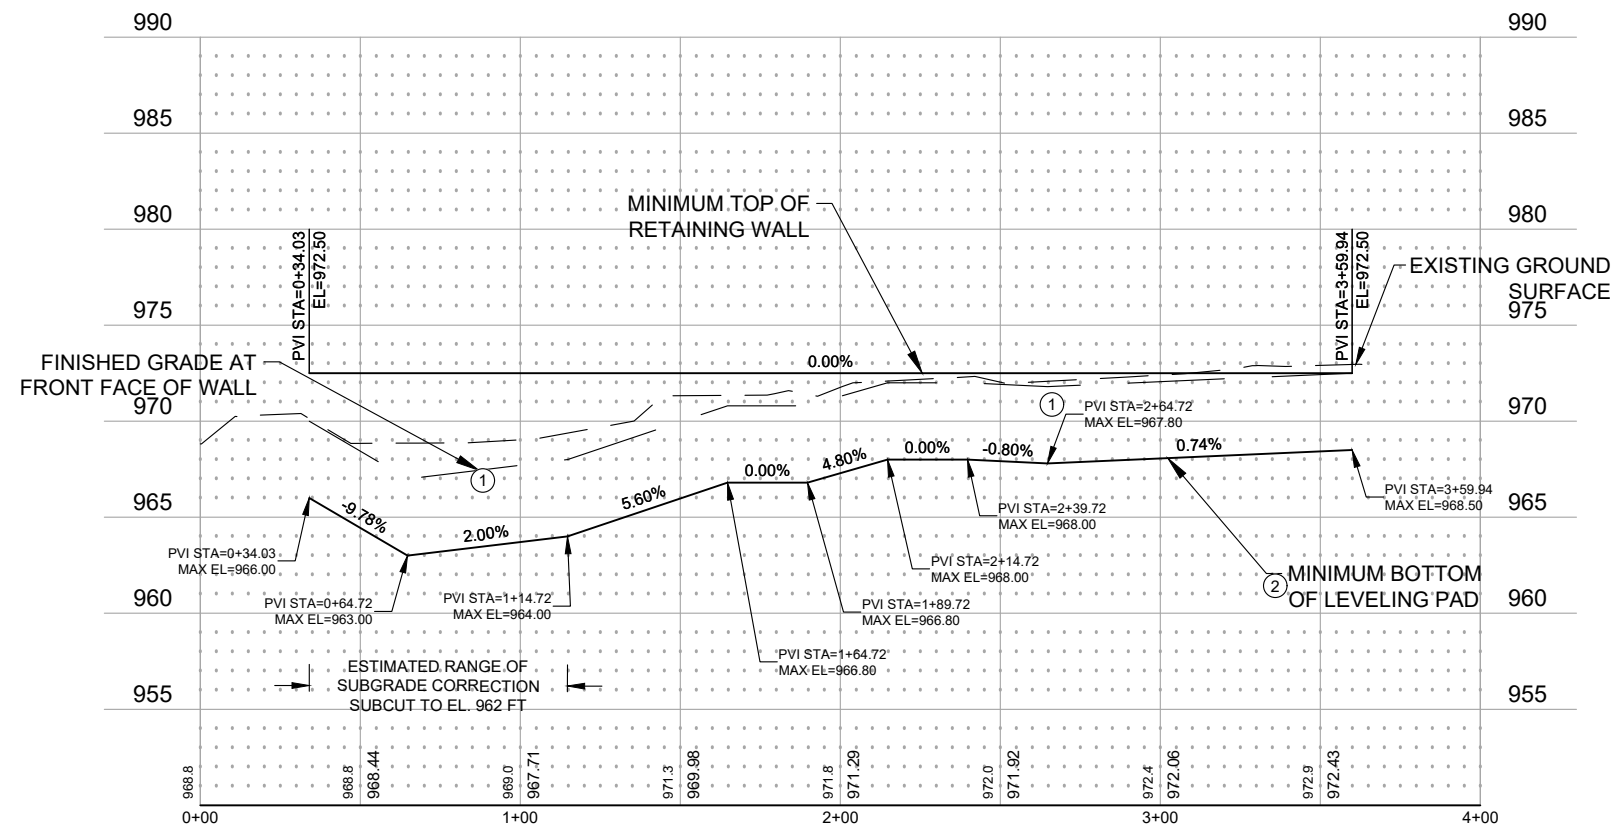 990
990
985
985
980
980
975
975
970
970
965
965
960
960
955
955
MINIMUM TOP OF
RETAINING WALL
PVI STA=0+34.03
EL=972.50
PVI STA=3+59.94
EL=972.50
EXISTING GROUND
SURFACE
FINISHED GRADE AT
FRONT FACE OF WALL
0.00%
1
1
PVI STA=2+64.72
MAX EL=967.80
-9.78%
2.00%
5.60%
0.00%
4.80%
0.00%
-0.80%
0.74%
PVI STA=0+34.03
MAX EL=966.00
PVI STA=0+64.72
MAX EL=963.00
PVI STA=1+14.72
MAX EL=964.00
PVI STA=1+64.72
MAX EL=966.80
PVI STA=1+89.72
MAX EL=966.80
PVI STA=2+14.72
MAX EL=968.00
PVI STA=2+39.72
MAX EL=968.00
PVI STA=3+59.94
MAX EL=968.50
2
MINIMUM BOTTOM
OF LEVELING PAD
ESTIMATED RANGE OF
SUBGRADE CORRECTION
SUBCUT TO EL. 962 FT
968.8
968.8
968.44
969.0
967.71
971.3
969.98
971.8
971.29
972.0
971.92
972.4
972.06
972.9
972.43
0+00
1+00
2+00
3+00
4+00